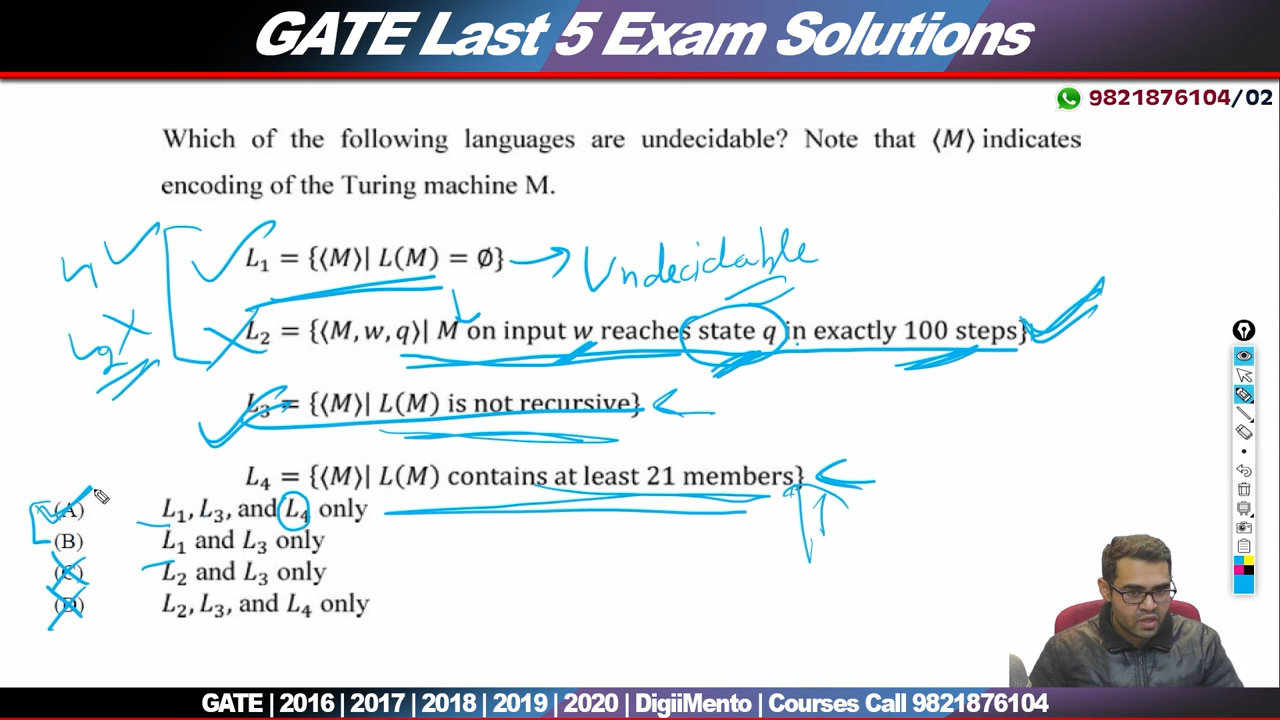 GATE Last 5 Exam Solutions
9821876104/02
Which of the following languages are undecidable? Note that ⟨M⟩ indicates
encoding of the Turing machine M.
L₁ = {⟨M⟩| L(M) = ∅} → Undecidable
L₂ = {⟨M, w, q⟩| M on input w reaches state q in exactly 100 steps}
L₃ = {⟨M⟩| L(M) is not recursive}
L₄ = {⟨M⟩| L(M) contains at least 21 members}
(A) L₁, L₃, and L₄ only
(B) L₁ and L₃ only
(C) L₂ and L₃ only
(D) L₂, L₃, and L₄ only
GATE | 2016 | 2017 | 2018 | 2019 | 2020 | DigiiMento | Courses Call 9821876104